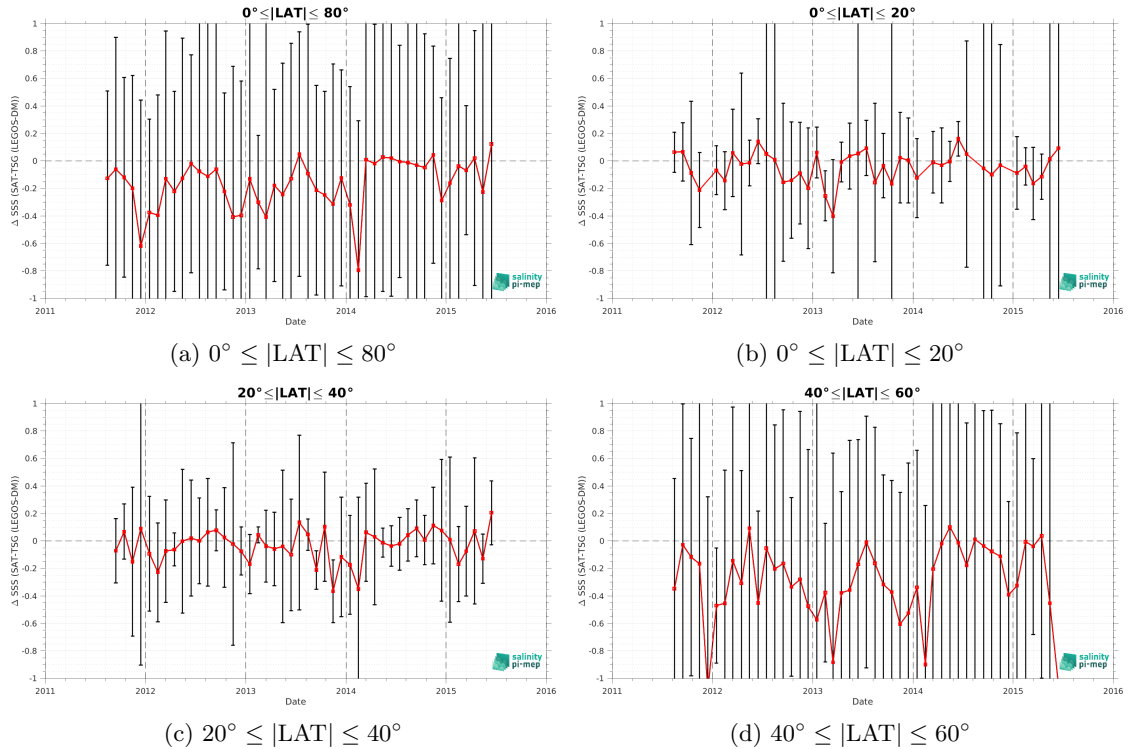 0°≤|LAT|≤ 80°
Δ SSS (SAT-TSG (LEGOS-DM))
1
0.8
0.6
0.4
0.2
0
-0.2
-0.4
-0.6
-0.8
-1
salinity
pi-mep
2011 2012 2013 2014 2015 2016
Date
(a) 0° ≤ |LAT| ≤ 80°
0°≤|LAT|≤ 20°
Δ SSS (SAT-TSG (LEGOS-DM))
1
0.8
0.6
0.4
0.2
0
-0.2
-0.4
-0.6
-0.8
-1
salinity
pi-mep
2011 2012 2013 2014 2015 2016
Date
(b) 0° ≤ |LAT| ≤ 20°
20°≤|LAT|≤ 40°
Δ SSS (SAT-TSG (LEGOS-DM))
1
0.8
0.6
0.4
0.2
0
-0.2
-0.4
-0.6
-0.8
-1
salinity
pi-mep
2011 2012 2013 2014 2015 2016
Date
(c) 20° ≤ |LAT| ≤ 40°
40°≤|LAT|≤ 60°
Δ SSS (SAT-TSG (LEGOS-DM))
1
0.8
0.6
0.4
0.2
0
-0.2
-0.4
-0.6
-0.8
-1
salinity
pi-mep
2011 2012 2013 2014 2015 2016
Date
(d) 40° ≤ |LAT| ≤ 60°